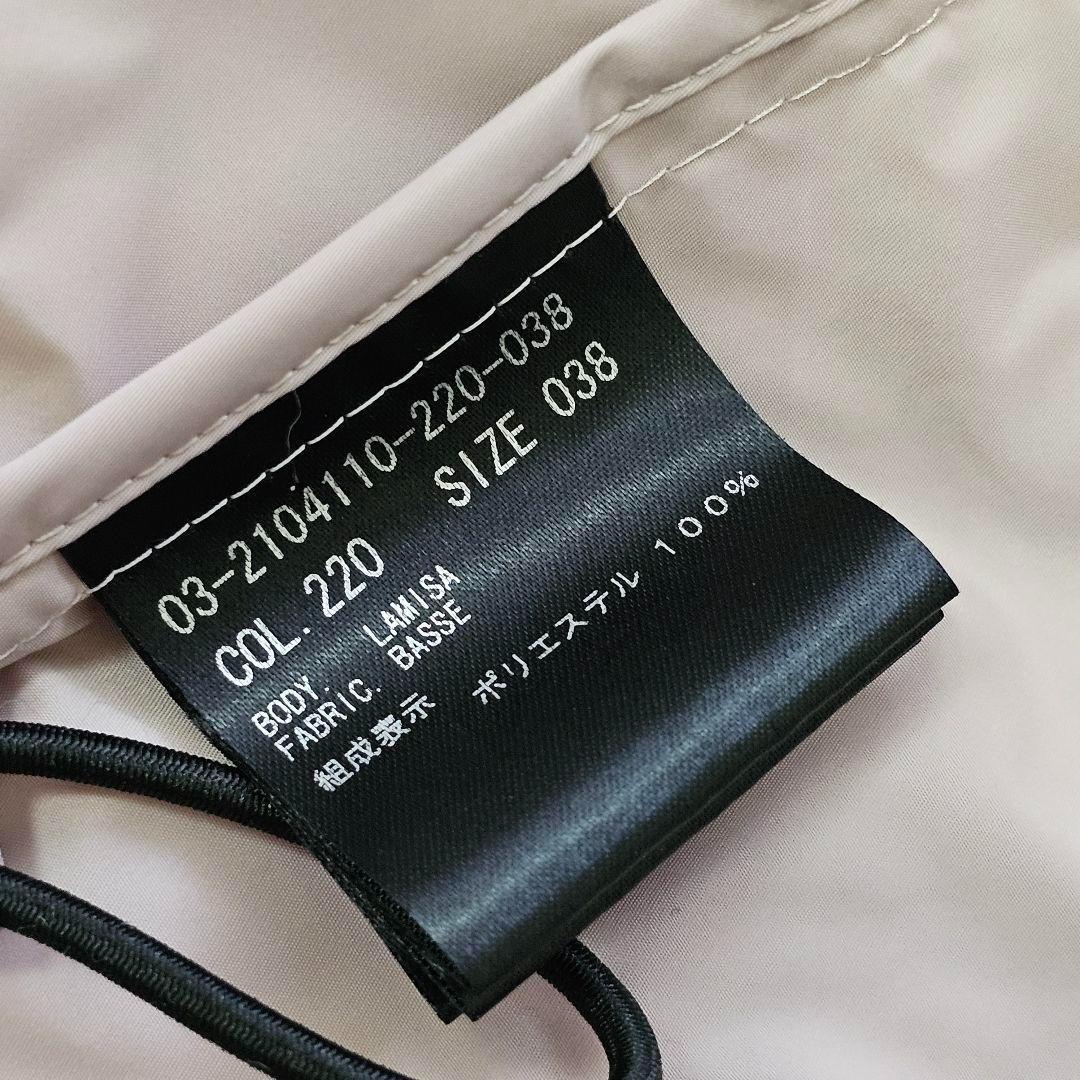 03-2104110-220-038
COL. 220 SIZE 038
BODY. LAMISA
FABRIC. BASSE
組成表示 ポリエステル 100%